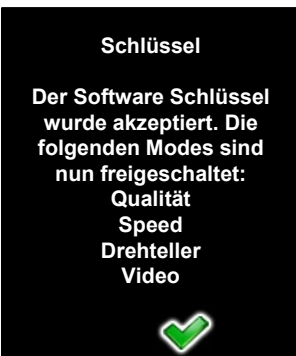 Schlüssel
Der Software Schlüssel
wurde akzeptiert. Die
folgenden Modes sind
nun freigeschaltet:
Qualität
Speed
Drehteller
Video